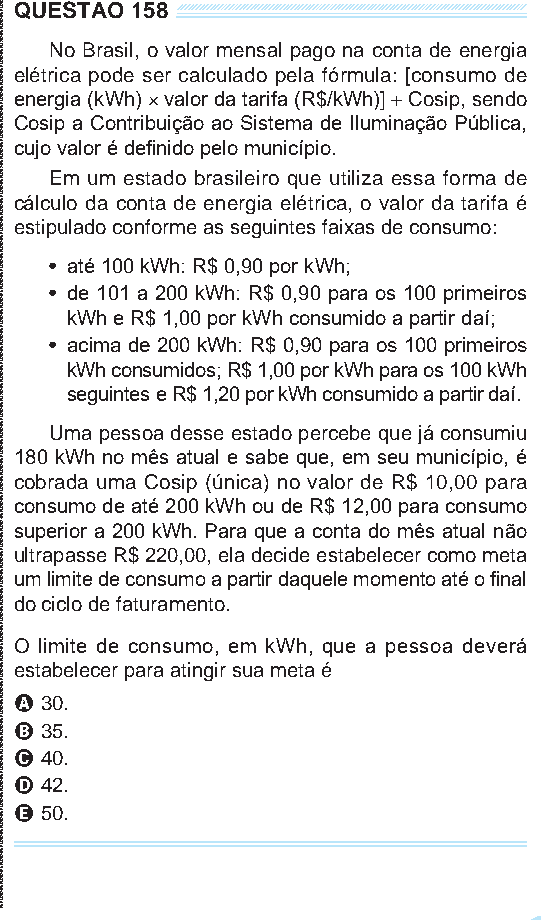 QUESTÃO 158
No Brasil, o valor mensal pago na conta de energia
elétrica pode ser calculado pela fórmula: [consumo de
energia (kWh) × valor da tarifa (R$/kWh)] + Cosip, sendo
Cosip a Contribuição ao Sistema de Iluminação Pública,
cujo valor é definido pelo município.
Em um estado brasileiro que utiliza essa forma de
cálculo da conta de energia elétrica, o valor da tarifa é
estipulado conforme as seguintes faixas de consumo:
• até 100 kWh: R$ 0,90 por kWh;
• de 101 a 200 kWh: R$ 0,90 para os 100 primeiros
kWh e R$ 1,00 por kWh consumido a partir daí;
• acima de 200 kWh: R$ 0,90 para os 100 primeiros
kWh consumidos; R$ 1,00 por kWh para os 100 kWh
seguintes e R$ 1,20 por kWh consumido a partir daí.
Uma pessoa desse estado percebe que já consumiu
180 kWh no mês atual e sabe que, em seu município, é
cobrada uma Cosip (única) no valor de R$ 10,00 para
consumo de até 200 kWh ou de R$ 12,00 para consumo
superior a 200 kWh. Para que a conta do mês atual não
ultrapasse R$ 220,00, ela decide estabelecer como meta
um limite de consumo a partir daquele momento até o final
do ciclo de faturamento.
O limite de consumo, em kWh, que a pessoa deverá
estabelecer para atingir sua meta é
A 30.
B 35.
C 40.
D 42.
E 50.